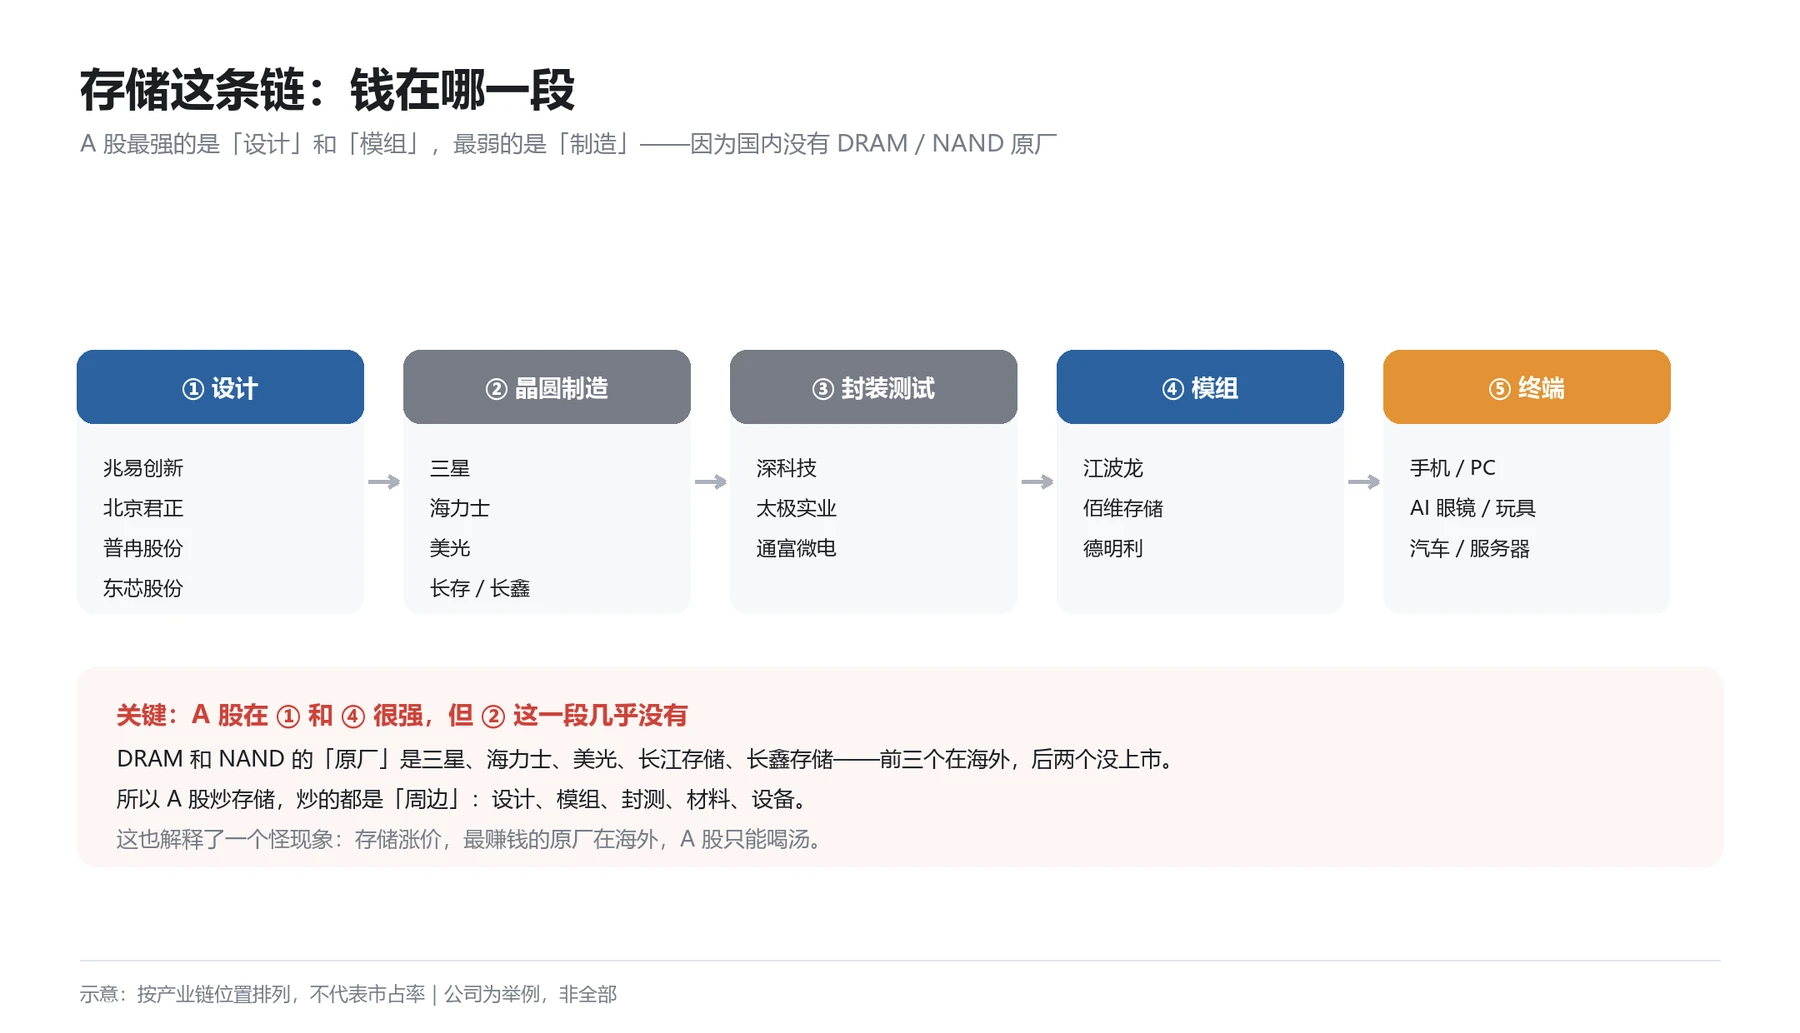 存储这条链：钱在哪一段
A 股最强的是「设计」和「模组」，最弱的是「制造」——因为国内没有 DRAM / NAND 原厂
① 设计
兆易创新
北京君正
普冉股份
东芯股份
② 晶圆制造
三星
海力士
美光
长存 / 长鑫
③ 封装测试
深科技
太极实业
通富微电
④ 模组
江波龙
佰维存储
德明利
⑤ 终端
手机 / PC
AI 眼镜 / 玩具
汽车 / 服务器
关键：A 股在 ① 和 ④ 很强，但 ② 这一段几乎没有
DRAM 和 NAND 的「原厂」是三星、海力士、美光、长江存储、长鑫存储——前三个在海外，后两个没上市。
所以 A 股炒存储，炒的都是「周边」：设计、模组、封测、材料、设备。
这也解释了一个怪现象：存储涨价，最赚钱的原厂在海外，A 股只能喝汤。
示意：按产业链位置排列，不代表市占率 | 公司为举例，非全部